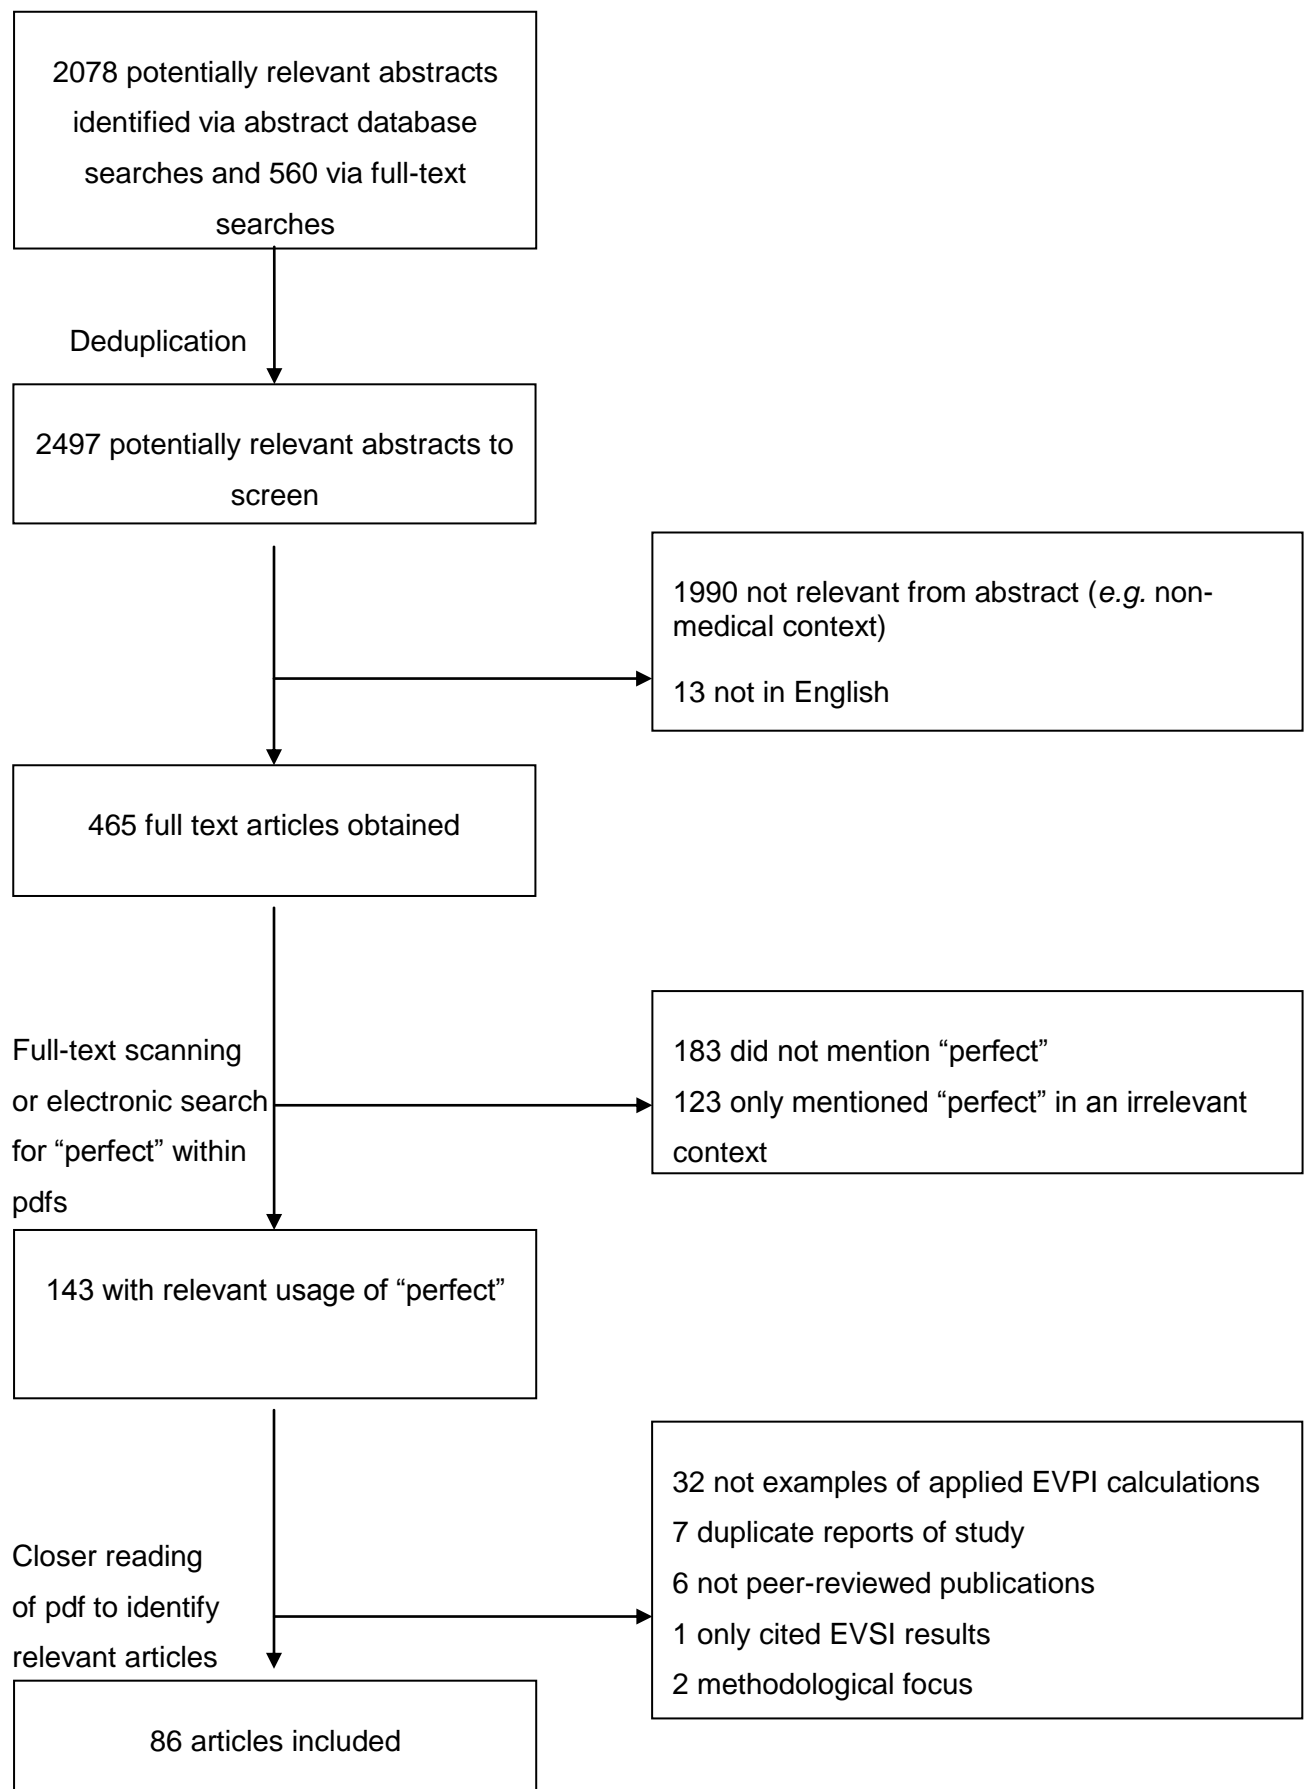 2078 potentially relevant abstracts
identified via abstract database
searches and 560 via full-text
searches
Deduplication
2497 potentially relevant abstracts to
screen
1990 not relevant from abstract (e.g. non-
medical context)
13 not in English
465 full text articles obtained
Full-text scanning
or electronic search
for “perfect” within
pdfs
183 did not mention “perfect”
123 only mentioned “perfect” in an irrelevant
context
143 with relevant usage of “perfect”
Closer reading
of pdf to identify
relevant articles
32 not examples of applied EVPI calculations
7 duplicate reports of study
6 not peer-reviewed publications
1 only cited EVSI results
2 methodological focus
86 articles included